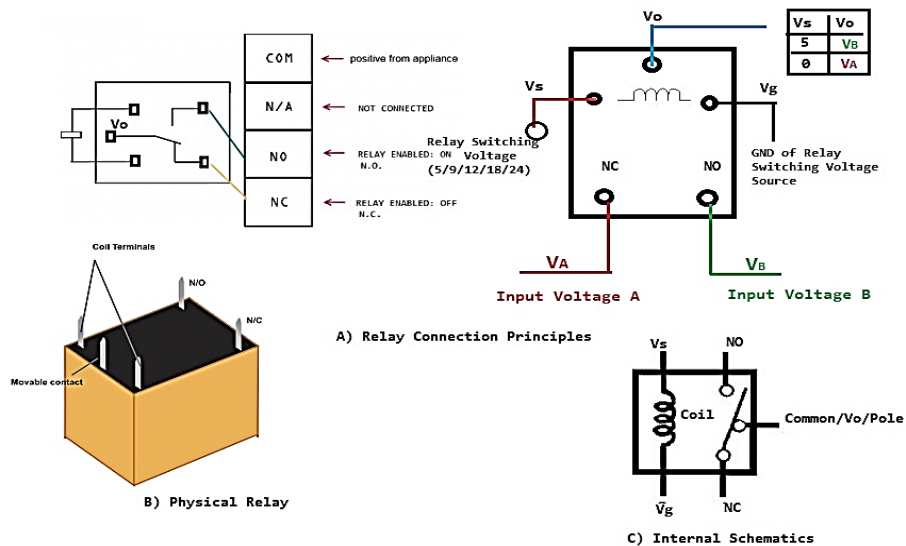 Vo
Vs Vo
5 VB
0 VA
COM
positive from appliance
N/A
NOT CONNECTED
Vo
NO
RELAY ENABLED: ON
N.O.
NC
RELAY ENABLED: OFF
N.C.
Vs
Vg
Relay Switching
Voltage
(5/9/12/18/24)
GND of Relay
Switching Voltage
Source
NC
NO
VA
VB
Input Voltage A
Input Voltage B
A) Relay Connection Principles
Coil Terminals
N/O
N/C
Movable contact
B) Physical Relay
Vs
NO
Coil
Common/Vo/Pole
Vg
NC
C) Internal Schematics